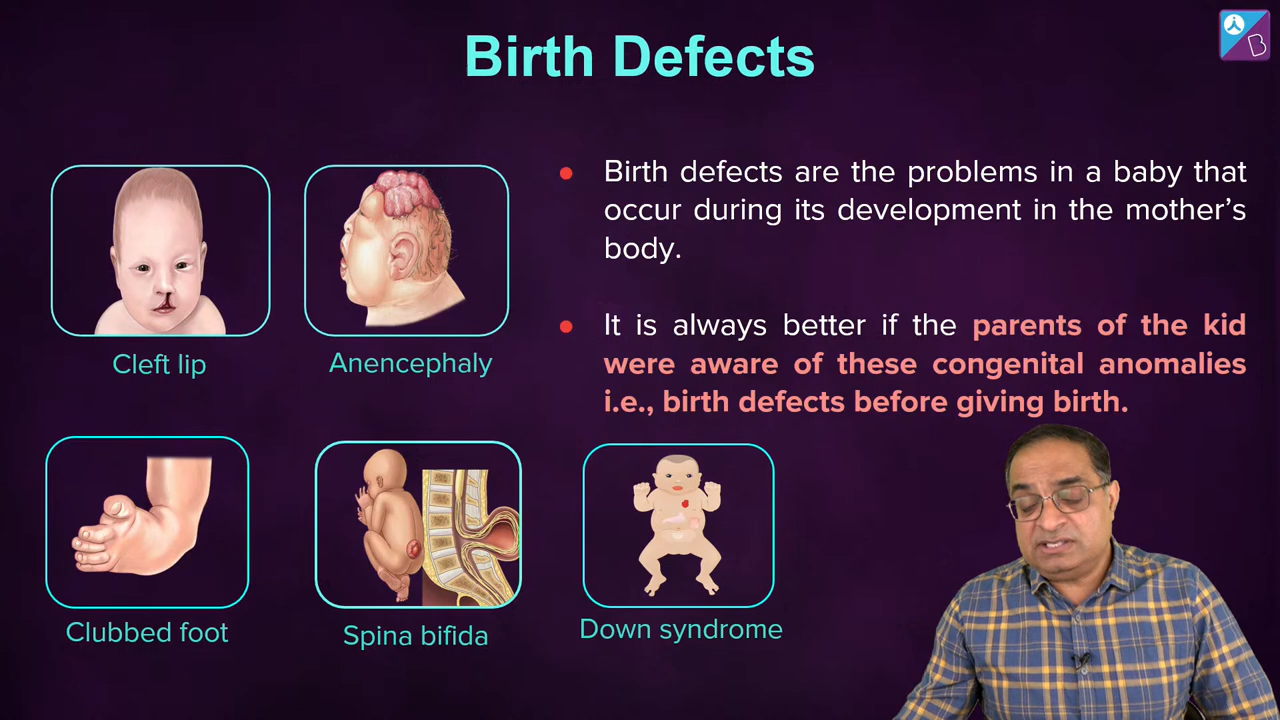 Birth Defects
B
Birth defects are the problems in a baby that
occur during its development in the mother’s
body.
It is always better if the parents of the kid
were aware of these congenital anomalies
i.e., birth defects before giving birth.
Cleft lip
Anencephaly
Clubbed foot
Spina bifida
Down syndrome